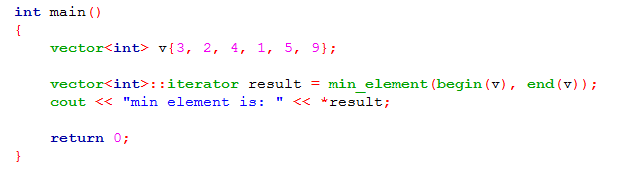 int main()
{
    vector<int> v{3, 2, 4, 1, 5, 9};
    vector<int>::iterator result = min_element(begin(v), end(v));
    cout << "min element is: " << *result;
    return 0;
}